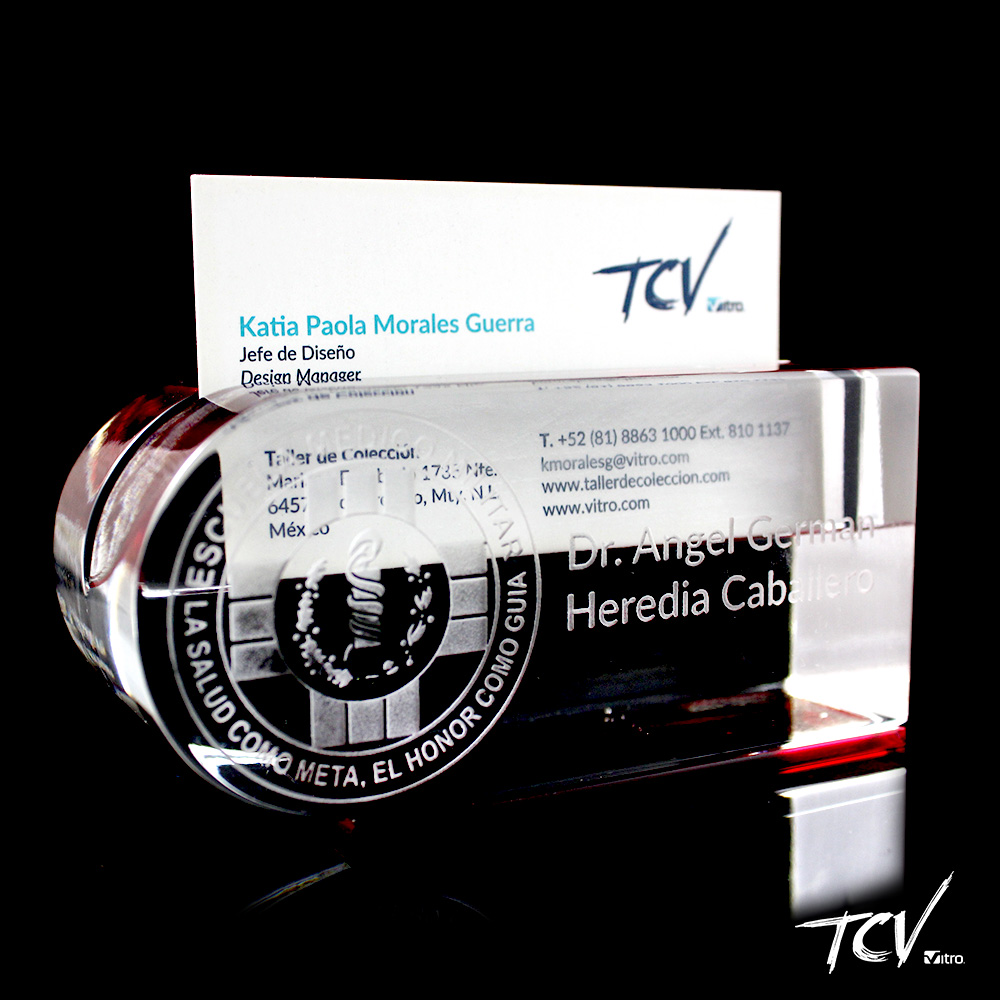 TCV
Vitro
Katia Paola Morales Guerra
Jefe de Diseño
Design Manager
Taller de Colección
1735 Nte.
México
T. +52 (81) 8863 1000 Ext. 810 1137
kmoralesg@vitro.com
www.tallerdecoleccion.com
www.vitro.com
LA SALUD COMO META, EL HONOR COMO GUIA
Dr. Angel German
Heredia Caballero
TCV
Vitro